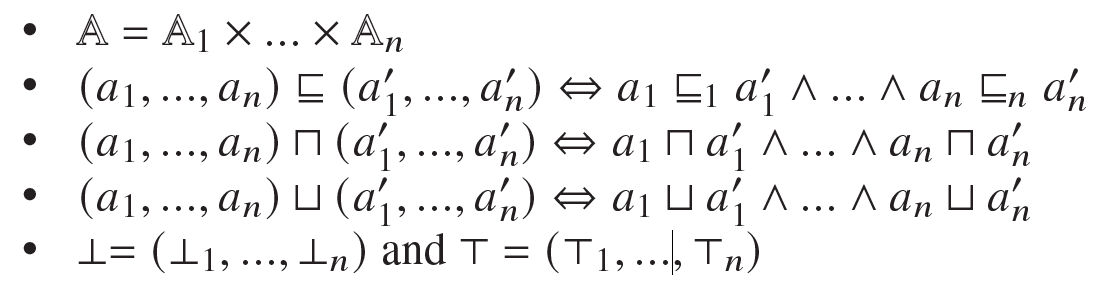 • 𝔸 = 𝔸₁ × ... × 𝔸ₙ
• (a₁, ..., aₙ) ⊑ (a′₁, ..., a′ₙ) ⇔ a₁ ⊑₁ a′₁ ∧ ... ∧ aₙ ⊑ₙ a′ₙ
• (a₁, ..., aₙ) ⊓ (a′₁, ..., a′ₙ) ⇔ a₁ ⊓ a′₁ ∧ ... ∧ aₙ ⊓ a′ₙ
• (a₁, ..., aₙ) ⊔ (a′₁, ..., a′ₙ) ⇔ a₁ ⊔ a′₁ ∧ ... ∧ aₙ ⊔ a′ₙ
• ⊥= (⊥₁, ..., ⊥ₙ) and ⊤ = (⊤₁, ..., ⊤ₙ)